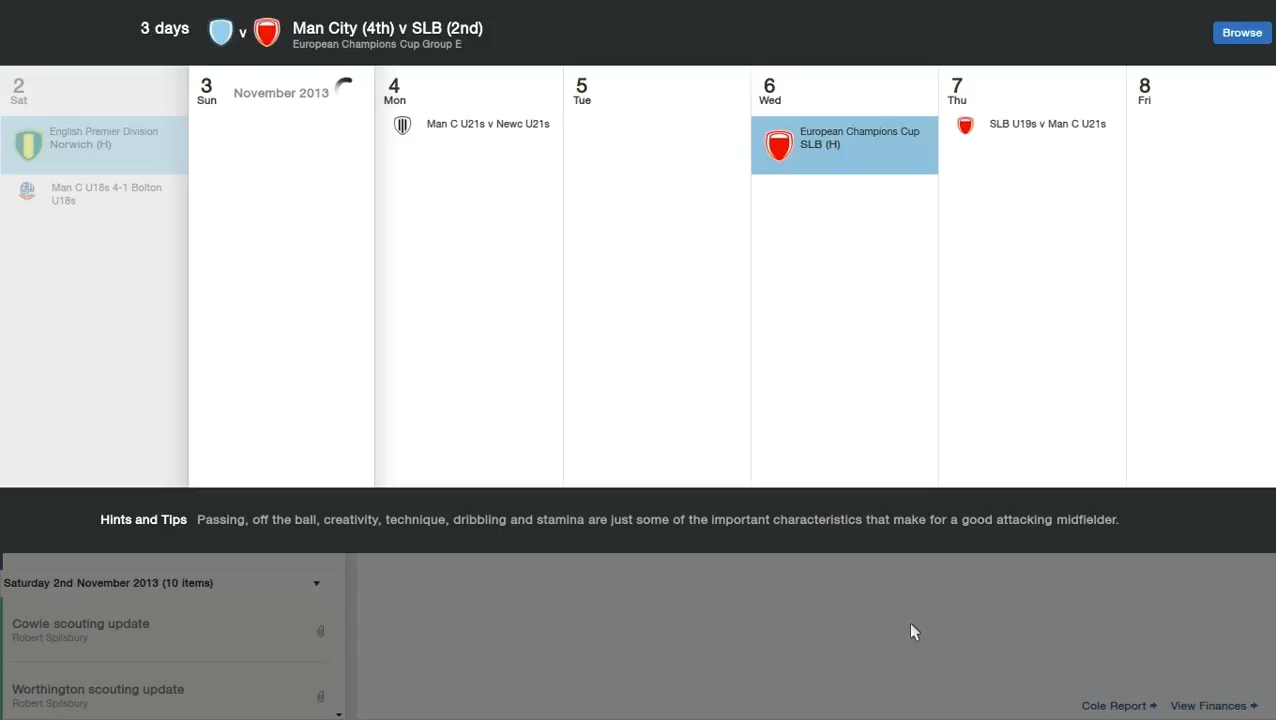 3 days
v
Man City (4th) v SLB (2nd)
European Champions Cup Group E
Browse
2
Sat
English Premier Division
Norwich (H)
Man C U18s 4-1 Bolton
U18s
3
Sun
November 2013
4
Mon
Man C U21s v Newc U21s
5
Tue
6
Wed
European Champions Cup
SLB (H)
7
Thu
SLB U19s v Man C U21s
8
Fri
Hints and Tips Passing, off the ball, creativity, technique, dribbling and stamina are just some of the important characteristics that make for a good attacking midfielder.
Saturday 2nd November 2013 (10 items)
Cowie scouting update
Robert Spilsbury
Worthington scouting update
Robert Spilsbury
Cole Report
View Finances